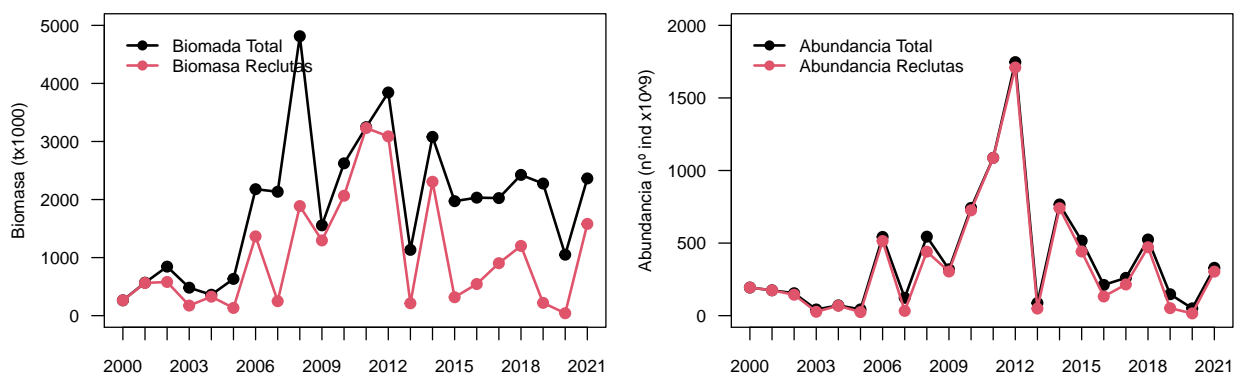 Biomasa (tx1000)
5000
4000
3000
2000
1000
0
Biomada Total
Biomasa Reclutas
2000 2003 2006 2009 2012 2015 2018 2021
Abundancia (nº ind x10^9)
2000
1500
1000
500
0
Abundancia Total
Abundancia Reclutas
2000 2003 2006 2009 2012 2015 2018 2021